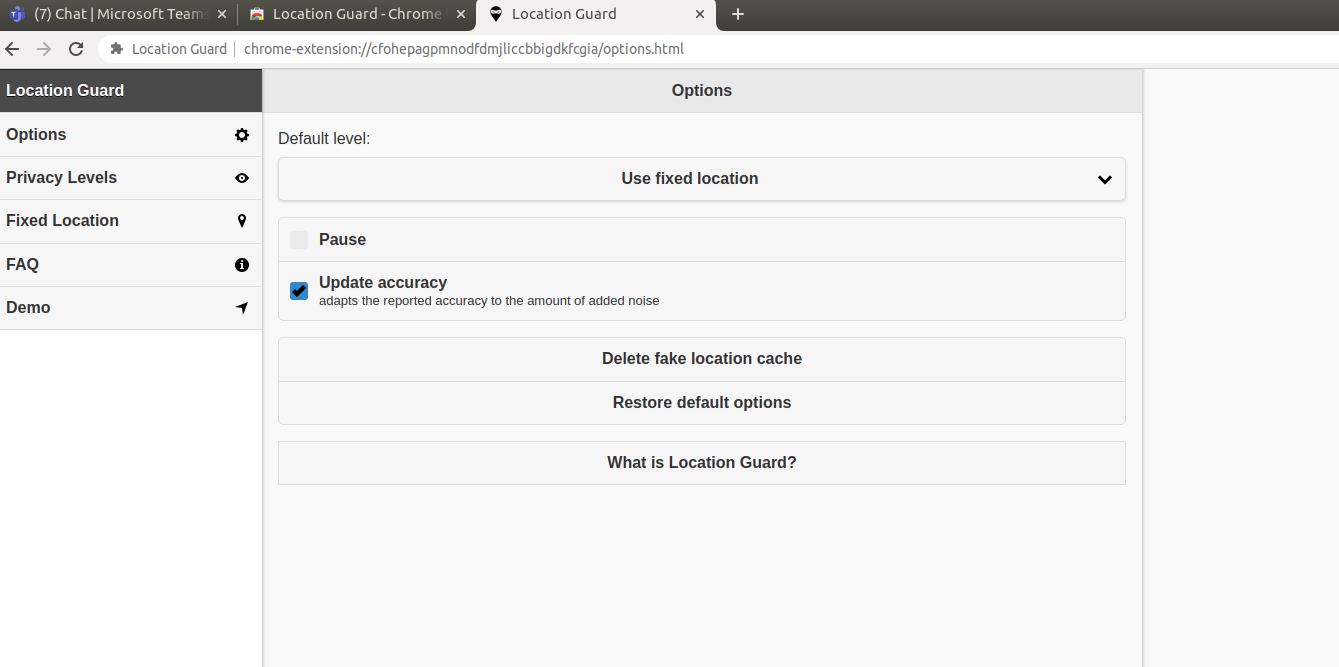 (7) Chat | Microsoft Teams
Location Guard - Chrome
Location Guard
Location Guard
chrome-extension://cfohepagpmnodfdmjliccbbigdkfcgia/options.html
Location Guard
Options
Privacy Levels
Fixed Location
FAQ
Demo
Options
Default level:
Use fixed location
Pause
Update accuracy
adapts the reported accuracy to the amount of added noise
Delete fake location cache
Restore default options
What is Location Guard?